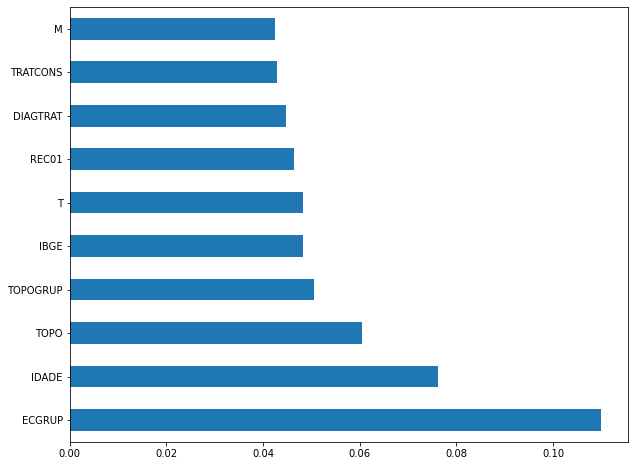 M
TRATCONS
DIAGTRAT
REC01
T
IBGE
TOPOGRUP
TOPO
IDADE
ECGRUP
0.00 0.02 0.04 0.06 0.08 0.10